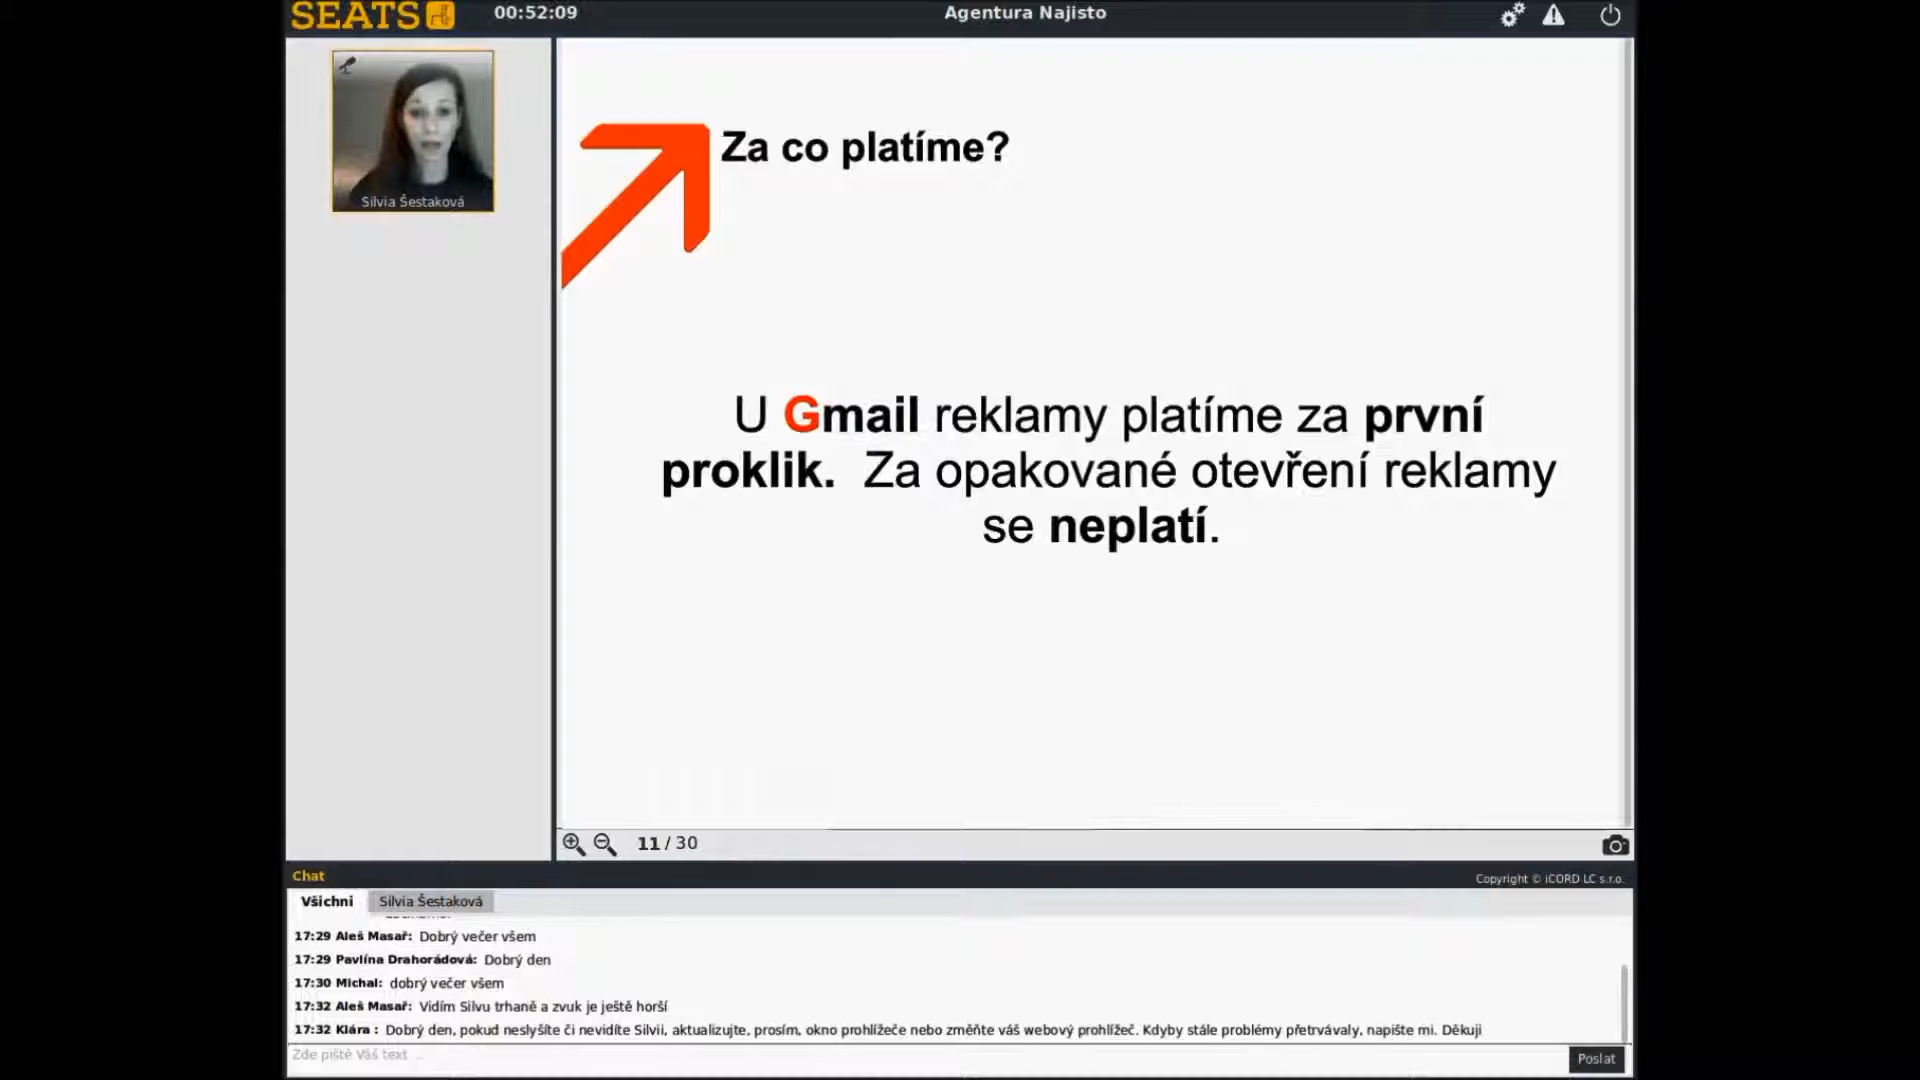 SEATS 00:52:09 Agentura Najisto
Silvia Šestaková
Za co platíme?
U Gmail reklamy platíme za první
proklik. Za opakované otevření reklamy
se neplatí.
11 / 30
Chat
Copyright © iCORD LC s.r.o.
Všichni Silvia Šestaková
17:29 Aleš Masař: Dobrý večer všem
17:29 Pavlína Drahorádová: Dobrý den
17:30 Michal: dobrý večer všem
17:32 Aleš Masař: Vidím Silvu trhaně a zvuk je ještě horší
17:32 Klára : Dobrý den, pokud neslyšíte či nevidíte Silvii, aktualizujte, prosím, okno prohlížeče nebo změňte váš webový prohlížeč. Kdyby stále problémy přetrvávaly, napište mi. Děkuji
Zde piště Váš text ...
Poslat